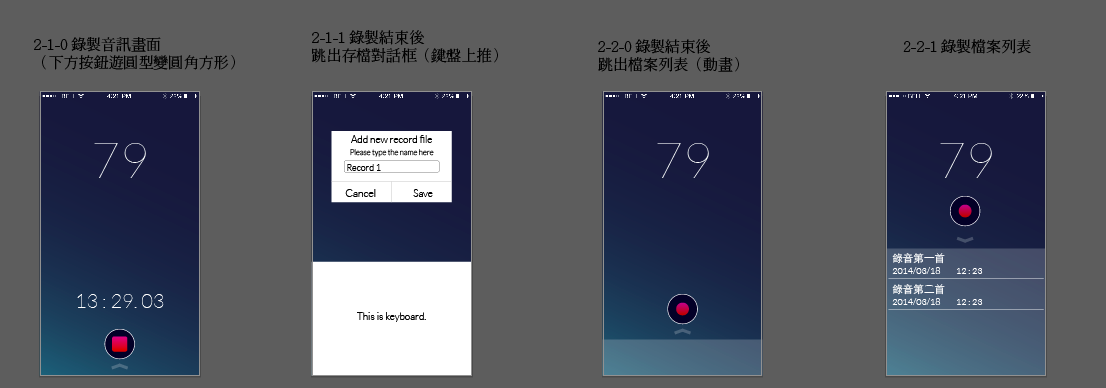 2-1-0 錄製音訊畫面
（下方按鈕遊圓型變圓角方形）
4:21 PM
79
13:29.03
2-1-1 錄製結束後
跳出存檔對話框（鍵盤上推）
4:21 PM
Add new record file
Please type the name here
Record 1
Cancel Save
This is keyboard.
2-2-0 錄製結束後
跳出檔案列表（動畫）
4:21 PM
79
2-2-1 錄製檔案列表
4:21 PM
79
錄音第一首
2014/03/18 12:23
錄音第二首
2014/03/18 12:23